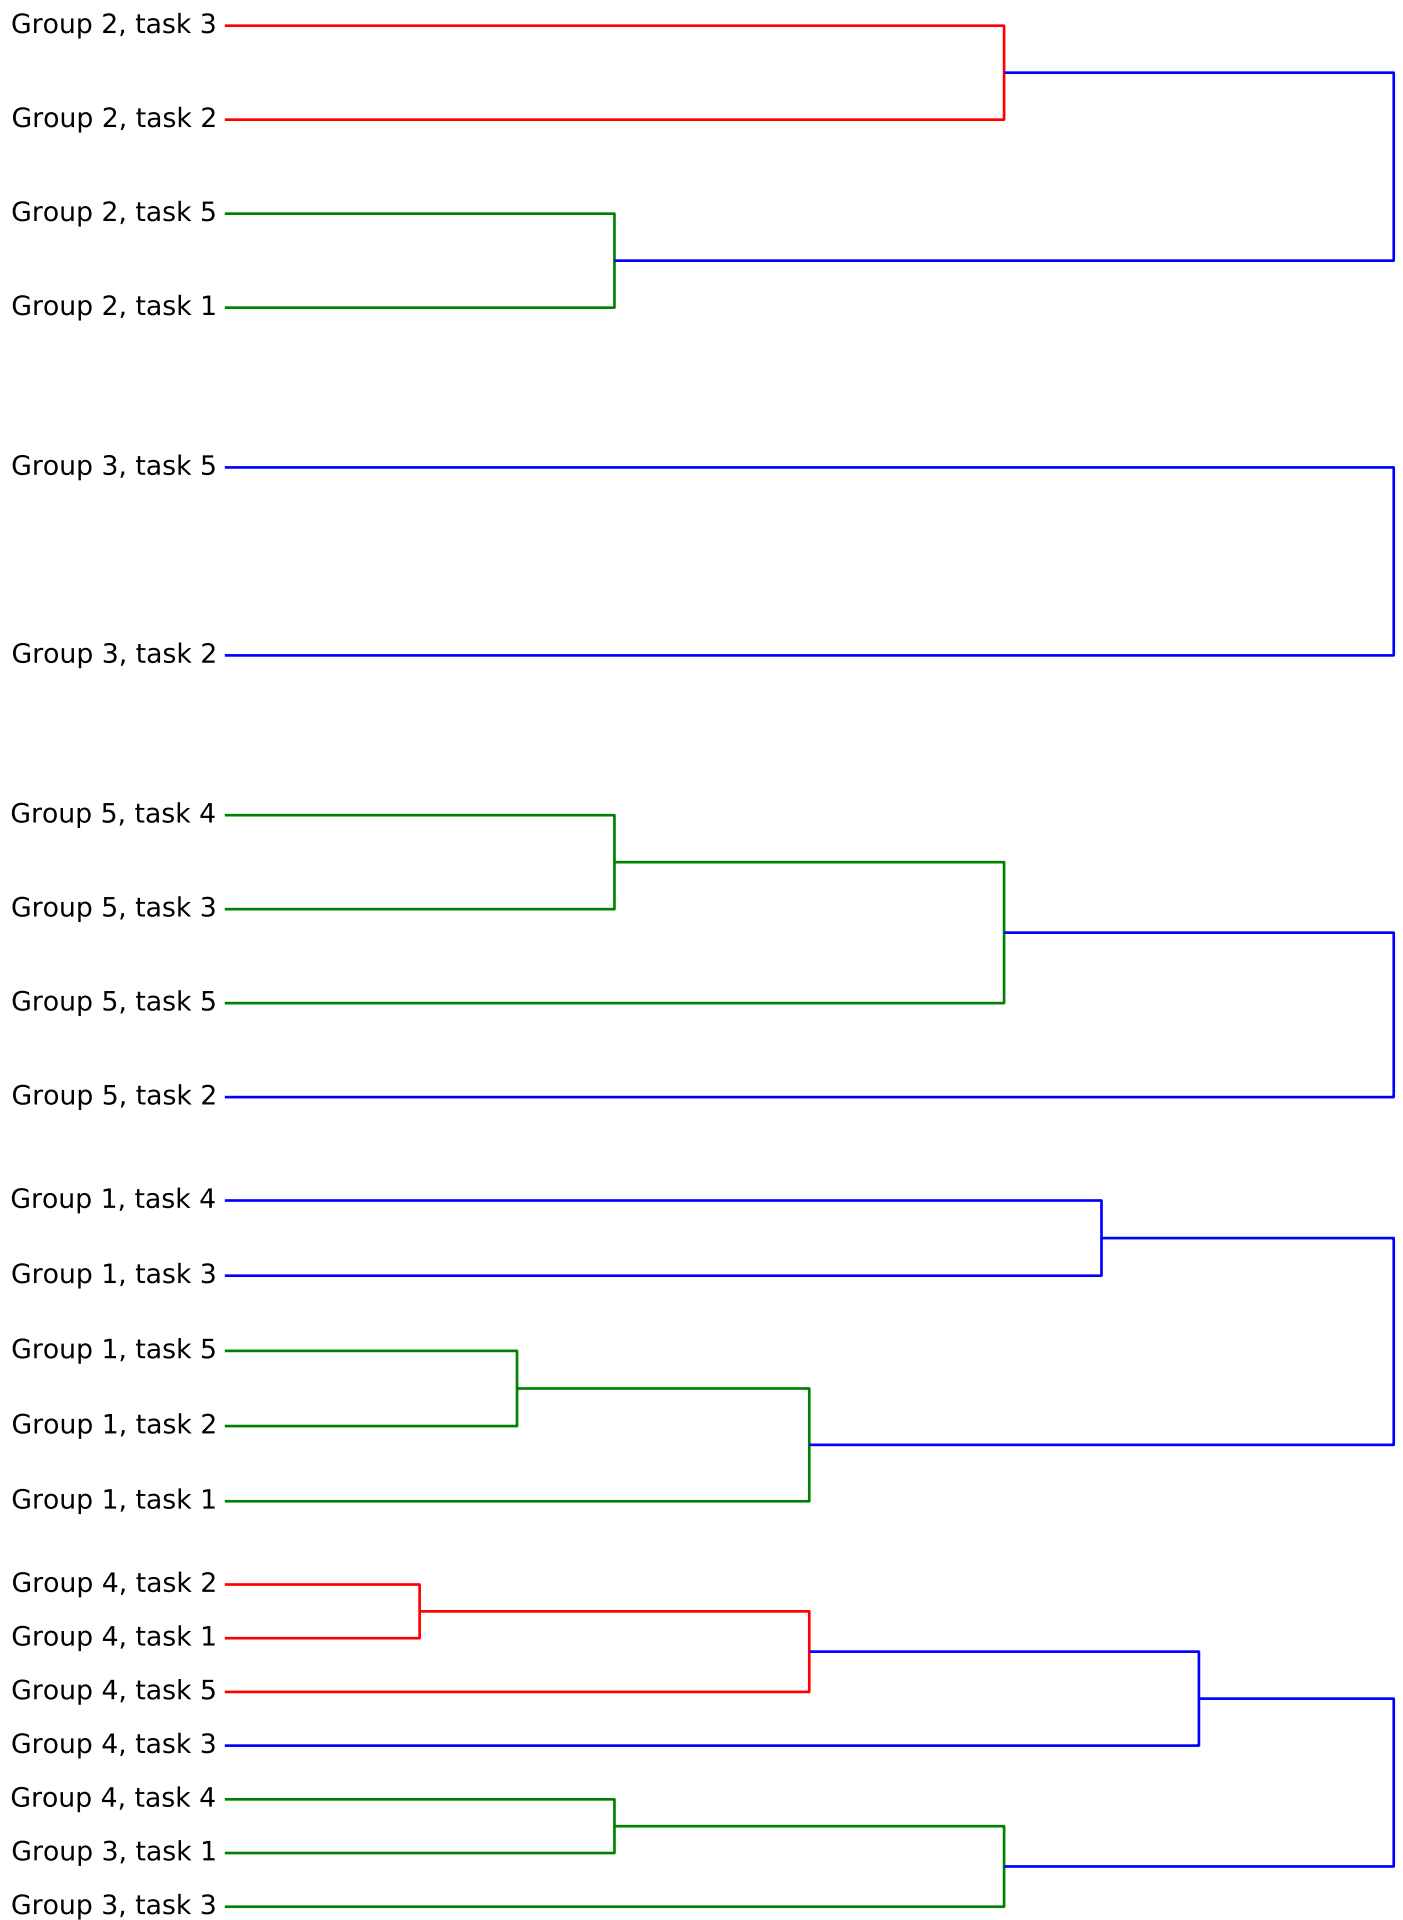 Group 2, task 3
Group 2, task 2
Group 2, task 5
Group 2, task 1
Group 3, task 5
Group 3, task 2
Group 5, task 4
Group 5, task 3
Group 5, task 5
Group 5, task 2
Group 1, task 4
Group 1, task 3
Group 1, task 5
Group 1, task 2
Group 1, task 1
Group 4, task 2
Group 4, task 1
Group 4, task 5
Group 4, task 3
Group 4, task 4
Group 3, task 1
Group 3, task 3